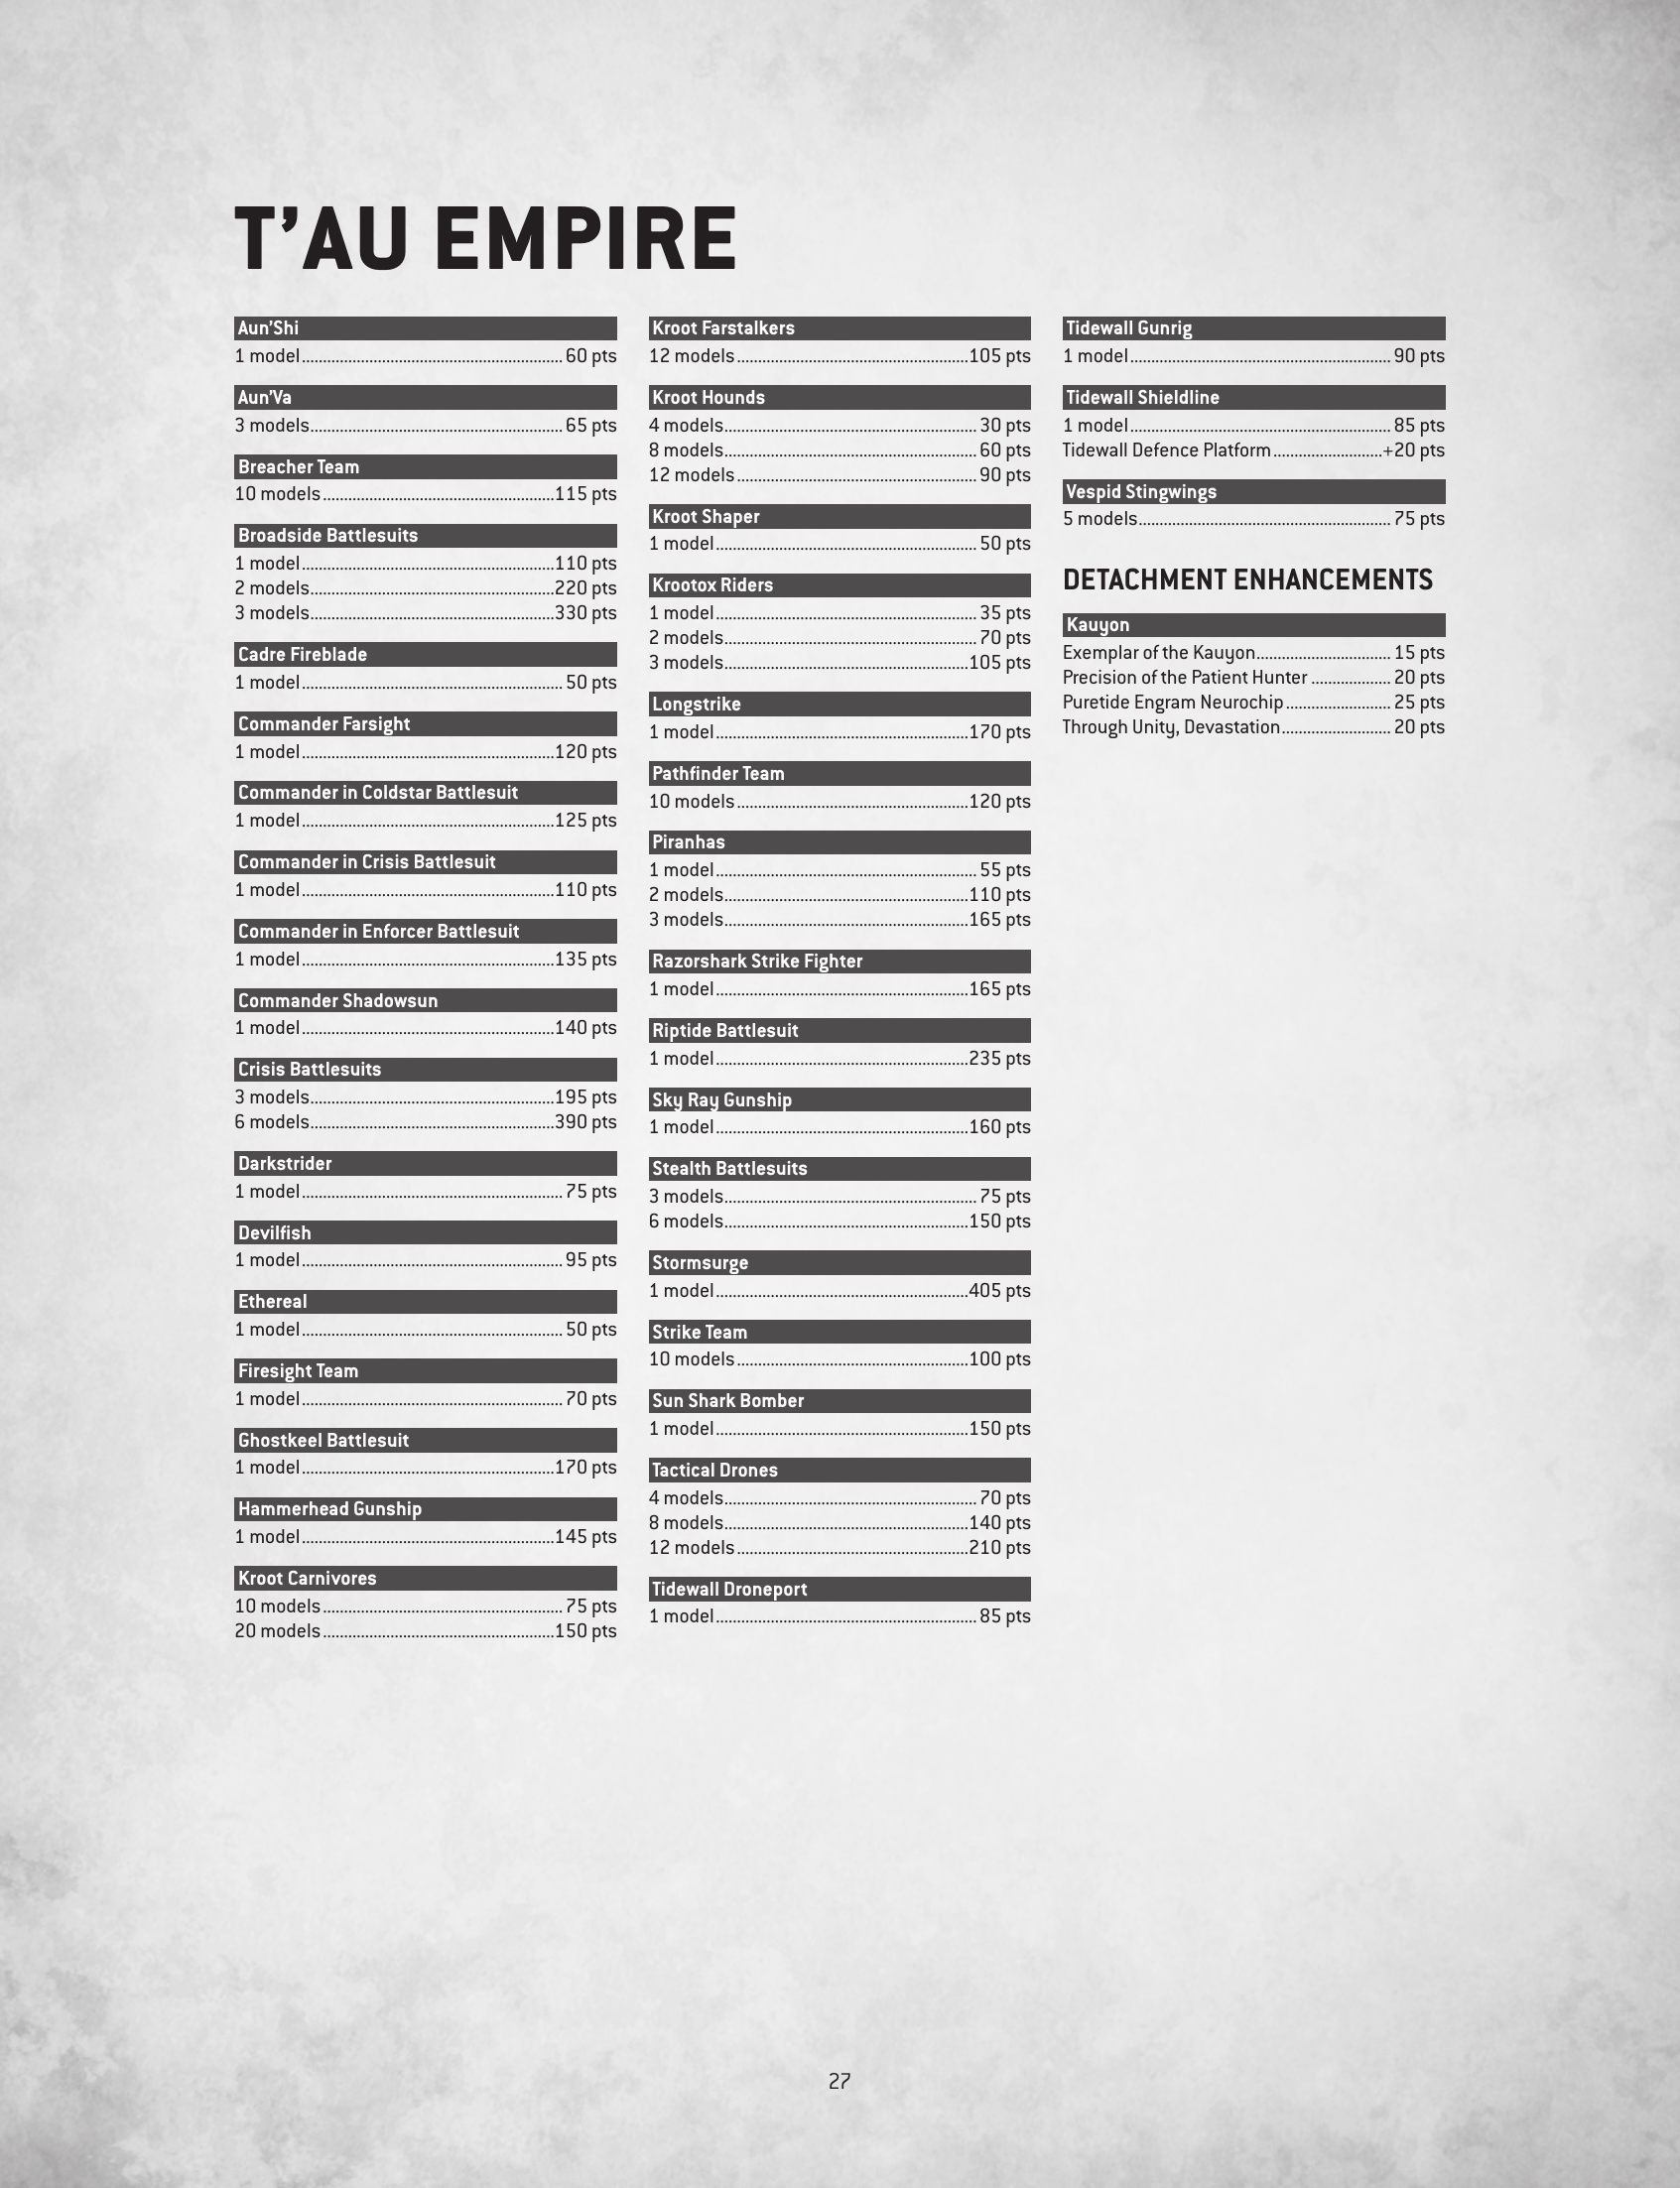 T’AU EMPIRE
Aun’Shi
1 model 60 pts
Aun’Va
3 models 65 pts
Breacher Team
10 models 115 pts
Broadside Battlesuits
1 model 110 pts
2 models 220 pts
3 models 330 pts
Cadre Fireblade
1 model 50 pts
Commander Farsight
1 model 120 pts
Commander in Coldstar Battlesuit
1 model 125 pts
Commander in Crisis Battlesuit
1 model 110 pts
Commander in Enforcer Battlesuit
1 model 135 pts
Commander Shadowsun
1 model 140 pts
Crisis Battlesuits
3 models 195 pts
6 models 390 pts
Darkstrider
1 model 75 pts
Devilfish
1 model 95 pts
Ethereal
1 model 50 pts
Firesight Team
1 model 70 pts
Ghostkeel Battlesuit
1 model 170 pts
Hammerhead Gunship
1 model 145 pts
Kroot Carnivores
10 models 75 pts
20 models 150 pts
Kroot Farstalkers
12 models 105 pts
Kroot Hounds
4 models 30 pts
8 models 60 pts
12 models 90 pts
Kroot Shaper
1 model 50 pts
Krootox Riders
1 model 35 pts
2 models 70 pts
3 models 105 pts
Longstrike
1 model 170 pts
Pathfinder Team
10 models 120 pts
Piranhas
1 model 55 pts
2 models 110 pts
3 models 165 pts
Razorshark Strike Fighter
1 model 165 pts
Riptide Battlesuit
1 model 235 pts
Sky Ray Gunship
1 model 160 pts
Stealth Battlesuits
3 models 75 pts
6 models 150 pts
Stormsurge
1 model 405 pts
Strike Team
10 models 100 pts
Sun Shark Bomber
1 model 150 pts
Tactical Drones
4 models 70 pts
8 models 140 pts
12 models 210 pts
Tidewall Droneport
1 model 85 pts
Tidewall Gunrig
1 model 90 pts
Tidewall Shieldline
1 model 85 pts
Tidewall Defence Platform +20 pts
Vespid Stingwings
5 models 75 pts
DETACHMENT ENHANCEMENTS
Kauyon
Exemplar of the Kauyon 15 pts
Precision of the Patient Hunter 20 pts
Puretide Engram Neurochip 25 pts
Through Unity, Devastation 20 pts
27